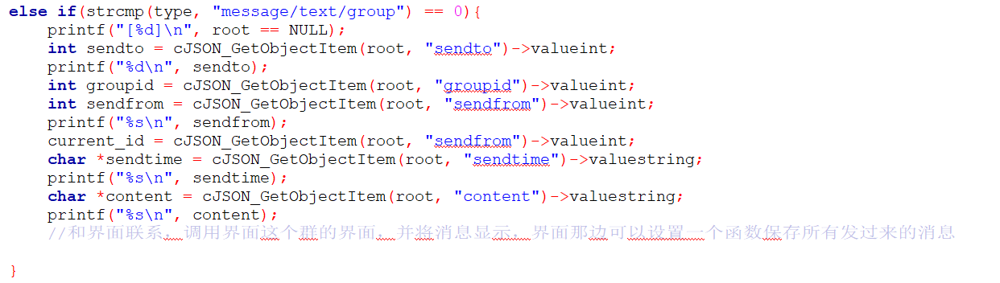 else if(strcmp(type, "message/text/group") == 0){
    printf("[%d]\n", root == NULL);
    int sendto = cJSON_GetObjectItem(root, "sendto")->valueint;
    printf("%d\n", sendto);
    int groupid = cJSON_GetObjectItem(root, "groupid")->valueint;
    int sendfrom = cJSON_GetObjectItem(root, "sendfrom")->valueint;
    printf("%s\n", sendfrom);
    current_id = cJSON_GetObjectItem(root, "sendfrom")->valueint;
    char *sendtime = cJSON_GetObjectItem(root, "sendtime")->valuestring;
    printf("%s\n", sendtime);
    char *content = cJSON_GetObjectItem(root, "content")->valuestring;
    printf("%s\n", content);
    //和界面联系，调用界面这个群的界面，并将消息显示，界面那边可以设置一个函数保存所有发过来的消息
}